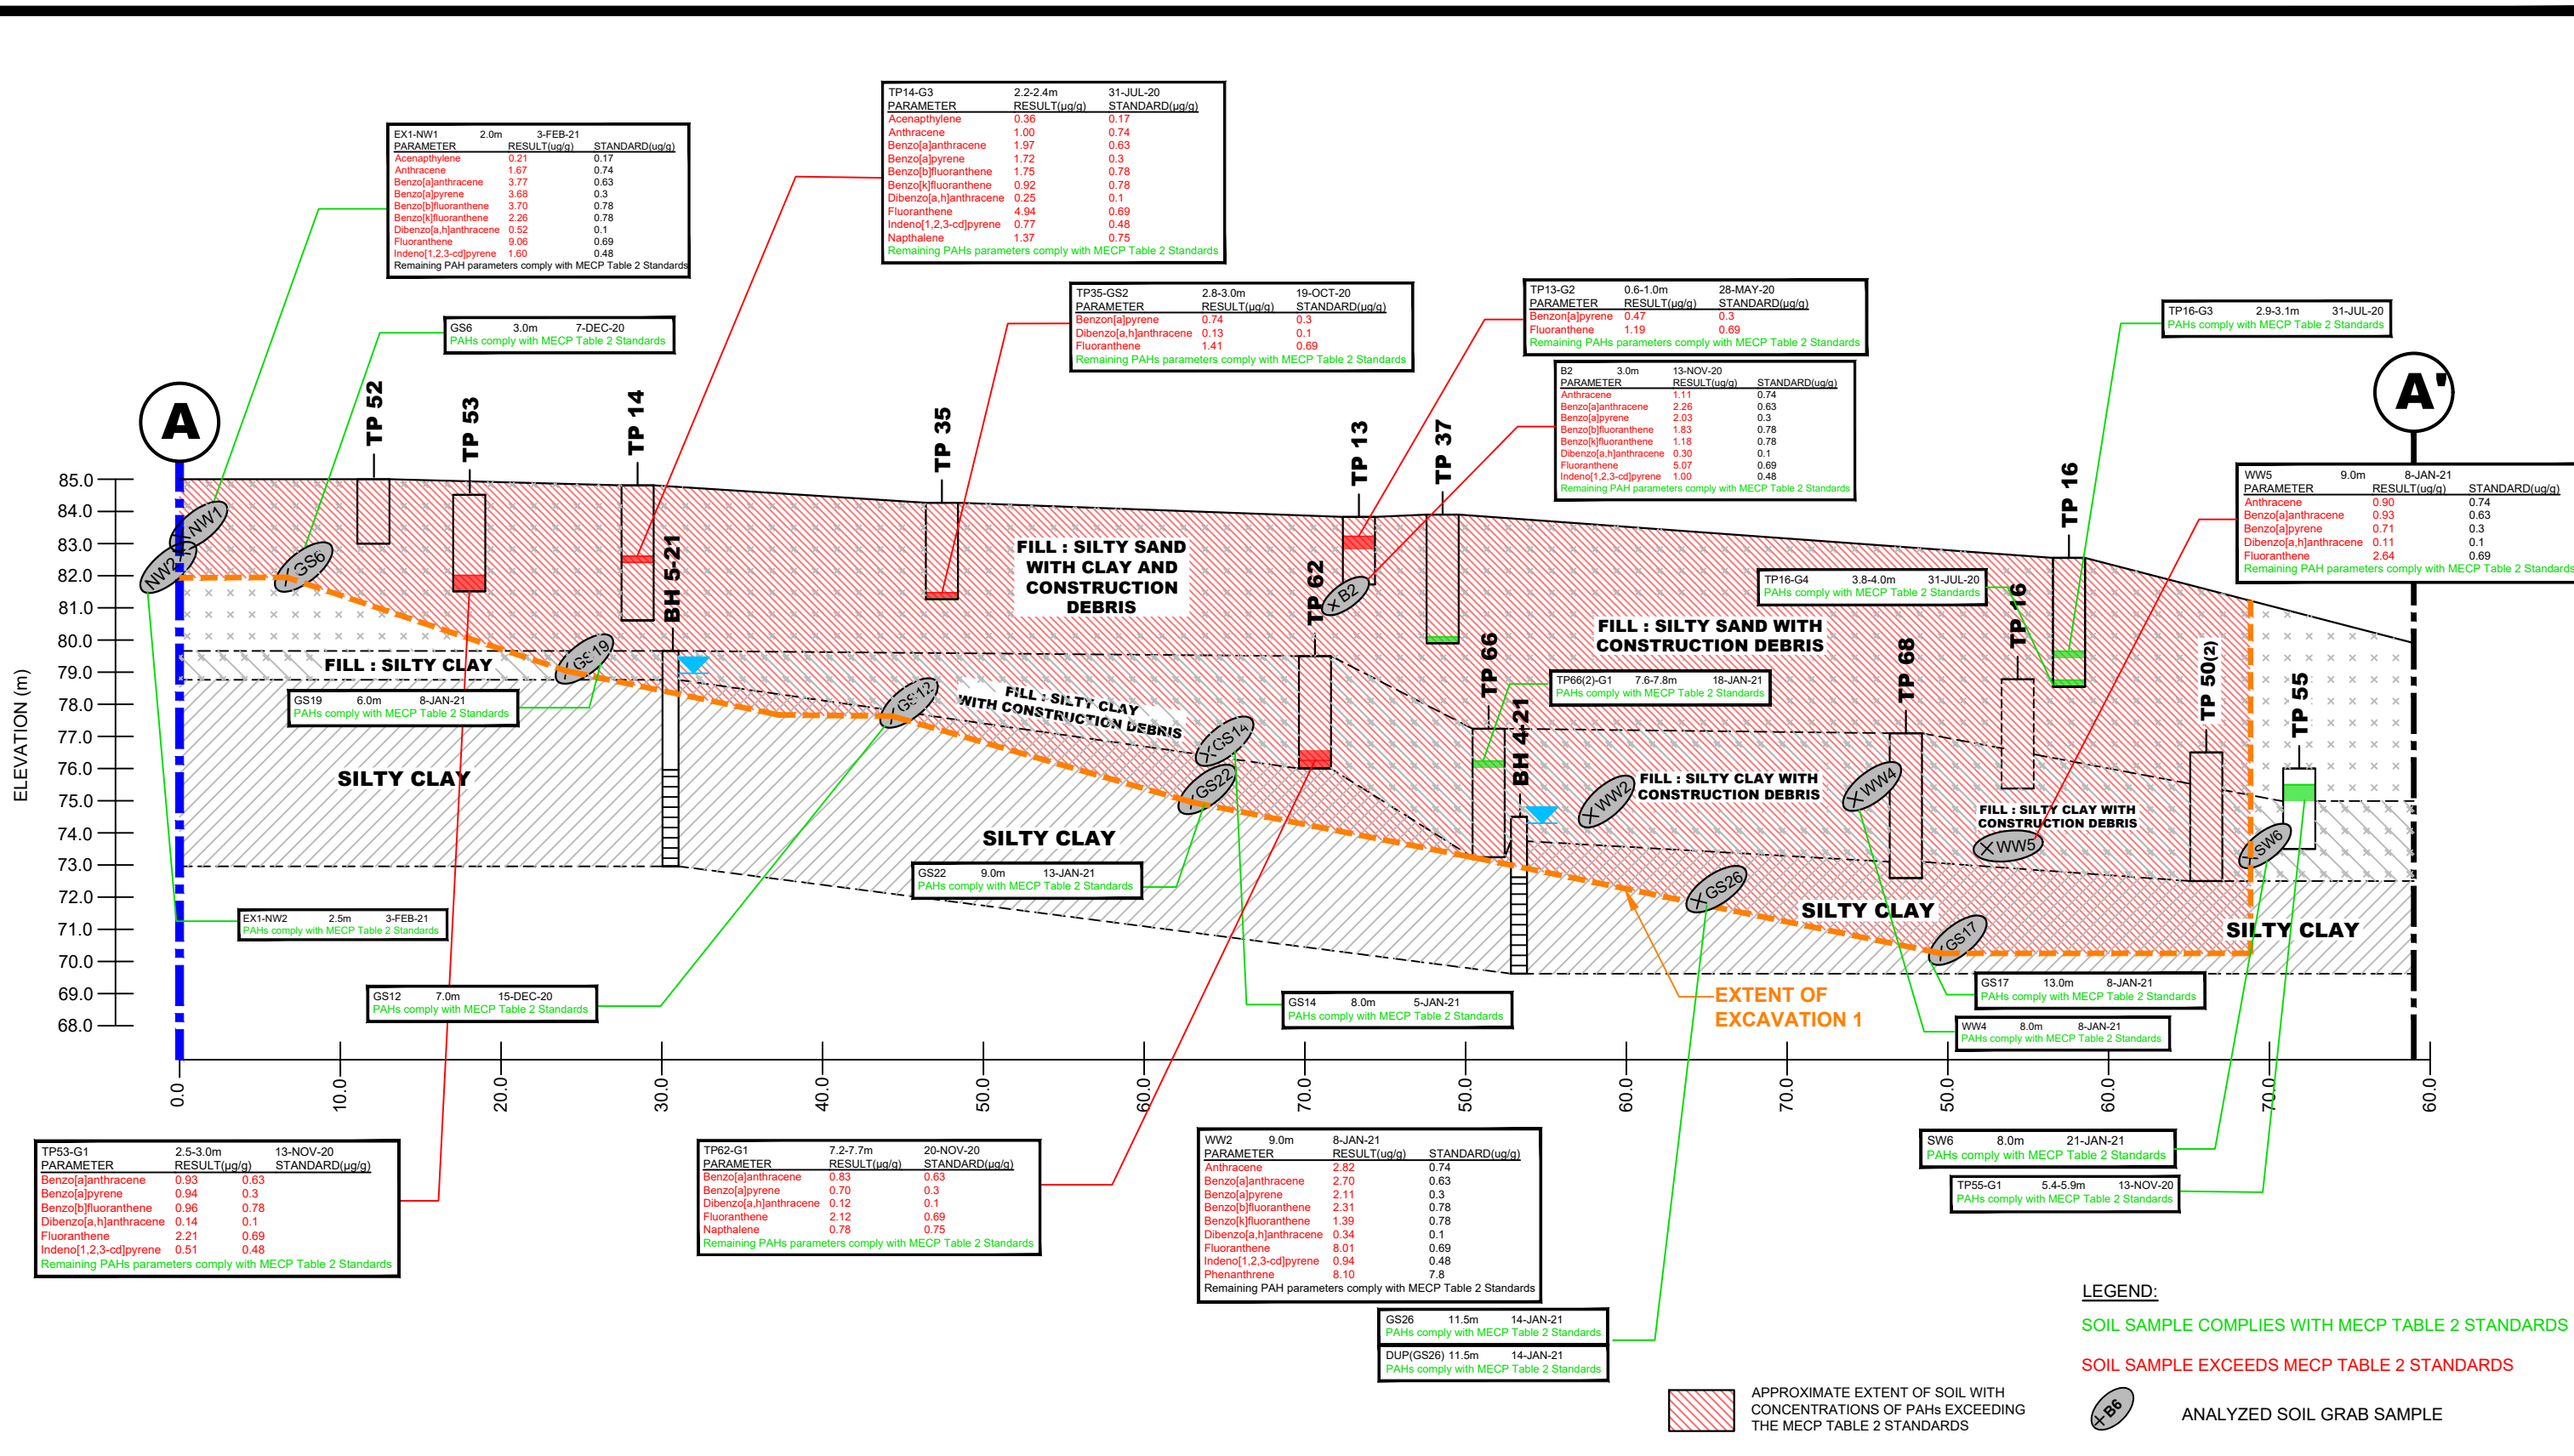 TP14-G3 2.2-2.4m 31-JUL-20
PARAMETER RESULT(µg/g) STANDARD(µg/g)
Acenapthylene 0.36 0.17
Anthracene 1.00 0.74
Benzo[a]anthracene 1.97 0.63
Benzo[a]pyrene 1.72 0.3
Benzo[b]fluoranthene 1.75 0.78
Benzo[k]fluoranthene 0.92 0.78
Dibenzo[a,h]anthracene 0.25 0.1
Fluoranthene 4.94 0.69
Indeno[1,2,3-cd]pyrene 0.77 0.48
Napthalene 1.37 0.75
Remaining PAHs parameters comply with MECP Table 2 Standards
EX1-NW1 2.0m 3-FEB-21
PARAMETER RESULT(ug/g) STANDARD(ug/g)
Acenapthylene 0.21 0.17
Anthracene 1.67 0.74
Benzo[a]anthracene 3.77 0.63
Benzo[a]pyrene 3.68 0.3
Benzo[b]fluoranthene 3.70 0.78
Benzo[k]fluoranthene 2.26 0.78
Dibenzo[a,h]anthracene 0.52 0.1
Fluoranthene 9.06 0.69
Indeno[1,2,3-cd]pyrene 1.60 0.48
Remaining PAH parameters comply with MECP Table 2 Standards
GS6 3.0m 7-DEC-20
PAHs comply with MECP Table 2 Standards
TP35-GS2 2.8-3.0m 19-OCT-20
PARAMETER RESULT(µg/g) STANDARD(µg/g)
Benzon[a]pyrene 0.74 0.3
Dibenzo[a,h]anthracene 0.13 0.1
Fluoranthene 1.41 0.69
Remaining PAHs parameters comply with MECP Table 2 Standards
TP13-G2 0.6-1.0m 28-MAY-20
PARAMETER RESULT(µg/g) STANDARD(µg/g)
Benzon[a]pyrene 0.47 0.3
Fluoranthene 1.19 0.69
Remaining PAHs parameters comply with MECP Table 2 Standards
B2 3.0m 13-NOV-20
PARAMETER RESULT(ug/g) STANDARD(ug/g)
Anthracene 1.11 0.74
Benzo[a]anthracene 2.26 0.63
Benzo[a]pyrene 2.03 0.3
Benzo[b]fluoranthene 1.83 0.78
Benzo[k]fluoranthene 1.18 0.78
Dibenzo[a,h]anthracene 0.30 0.1
Fluoranthene 5.07 0.69
Indeno[1,2,3-cd]pyrene 1.00 0.48
Remaining PAH parameters comply with MECP Table 2 Standards
TP16-G3 2.9-3.1m 31-JUL-20
PAHs comply with MECP Table 2 Standards
WW5 9.0m 8-JAN-21
PARAMETER RESULT(ug/g) STANDARD(ug/g)
Anthracene 0.90 0.74
Benzo[a]anthracene 0.93 0.63
Benzo[a]pyrene 0.71 0.3
Dibenzo[a,h]anthracene 0.11 0.1
Fluoranthene 2.64 0.69
Remaining PAH parameters comply with MECP Table 2 Standards
A
A'
TP 52
TP 53
TP 14
BH 5-21
TP 35
TP 62
TP 13
TP 37
TP 66
BH 4-21
TP 68
TP 16
TP 16
TP 50(2)
TP 55
ELEVATION (m)
85.0
84.0
83.0
82.0
81.0
80.0
79.0
78.0
77.0
76.0
75.0
74.0
73.0
72.0
71.0
70.0
69.0
68.0
NW1
NW2
GS6
GS19
GS12
XGS14
GS22
X B2
XWW2
XWW4
XWW5
XGS26
GS17
SW6
FILL : SILTY SAND
WITH CLAY AND
CONSTRUCTION
DEBRIS
FILL : SILTY SAND WITH
CONSTRUCTION DEBRIS
FILL : SILTY CLAY
FILL : SILTY CLAY
WITH CONSTRUCTION DEBRIS
FILL : SILTY CLAY WITH
CONSTRUCTION DEBRIS
FILL : SILTY CLAY WITH
CONSTRUCTION DEBRIS
SILTY CLAY
SILTY CLAY
SILTY CLAY
SILTY CLAY
TP16-G4 3.8-4.0m 31-JUL-20
PAHs comply with MECP Table 2 Standards
TP66(2)-G1 7.6-7.8m 18-JAN-21
PAHs comply with MECP Table 2 Standards
GS19 6.0m 8-JAN-21
PAHs comply with MECP Table 2 Standards
GS22 9.0m 13-JAN-21
PAHs comply with MECP Table 2 Standards
EX1-NW2 2.5m 3-FEB-21
PAHs comply with MECP Table 2 Standards
GS12 7.0m 15-DEC-20
PAHs comply with MECP Table 2 Standards
GS14 8.0m 5-JAN-21
PAHs comply with MECP Table 2 Standards
EXTENT OF
EXCAVATION 1
GS17 13.0m 8-JAN-21
PAHs comply with MECP Table 2 Standards
WW4 8.0m 8-JAN-21
PAHs comply with MECP Table 2 Standards
0.0 10.0 20.0 30.0 40.0 50.0 60.0 70.0 50.0 60.0 70.0 50.0 60.0 70.0 60.0
TP53-G1 2.5-3.0m 13-NOV-20
PARAMETER RESULT(µg/g) STANDARD(µg/g)
Benzo[a]anthracene 0.93 0.63
Benzo[a]pyrene 0.94 0.3
Benzo[b]fluoranthene 0.96 0.78
Dibenzo[a,h]anthracene 0.14 0.1
Fluoranthene 2.21 0.69
Indeno[1,2,3-cd]pyrene 0.51 0.48
Remaining PAHs parameters comply with MECP Table 2 Standards
TP62-G1 7.2-7.7m 20-NOV-20
PARAMETER RESULT(µg/g) STANDARD(µg/g)
Benzo[a]anthracene 0.83 0.63
Benzo[a]pyrene 0.70 0.3
Dibenzo[a,h]anthracene 0.12 0.1
Fluoranthene 2.12 0.69
Napthalene 0.78 0.75
Remaining PAHs parameters comply with MECP Table 2 Standards
WW2 9.0m 8-JAN-21
PARAMETER RESULT(ug/g) STANDARD(ug/g)
Anthracene 2.82 0.74
Benzo[a]anthracene 2.70 0.63
Benzo[a]pyrene 2.11 0.3
Benzo[b]fluoranthene 2.31 0.78
Benzo[k]fluoranthene 1.39 0.78
Dibenzo[a,h]anthracene 0.34 0.1
Fluoranthene 8.01 0.69
Indeno[1,2,3-cd]pyrene 0.94 0.48
Phenanthrene 8.10 7.8
Remaining PAH parameters comply with MECP Table 2 Standards
GS26 11.5m 14-JAN-21
PAHs comply with MECP Table 2 Standards
DUP(GS26) 11.5m 14-JAN-21
PAHs comply with MECP Table 2 Standards
SW6 8.0m 21-JAN-21
PAHs comply with MECP Table 2 Standards
TP55-G1 5.4-5.9m 13-NOV-20
PAHs comply with MECP Table 2 Standards
LEGEND:
SOIL SAMPLE COMPLIES WITH MECP TABLE 2 STANDARDS
SOIL SAMPLE EXCEEDS MECP TABLE 2 STANDARDS
APPROXIMATE EXTENT OF SOIL WITH
CONCENTRATIONS OF PAHs EXCEEDING
THE MECP TABLE 2 STANDARDS
XB6
ANALYZED SOIL GRAB SAMPLE